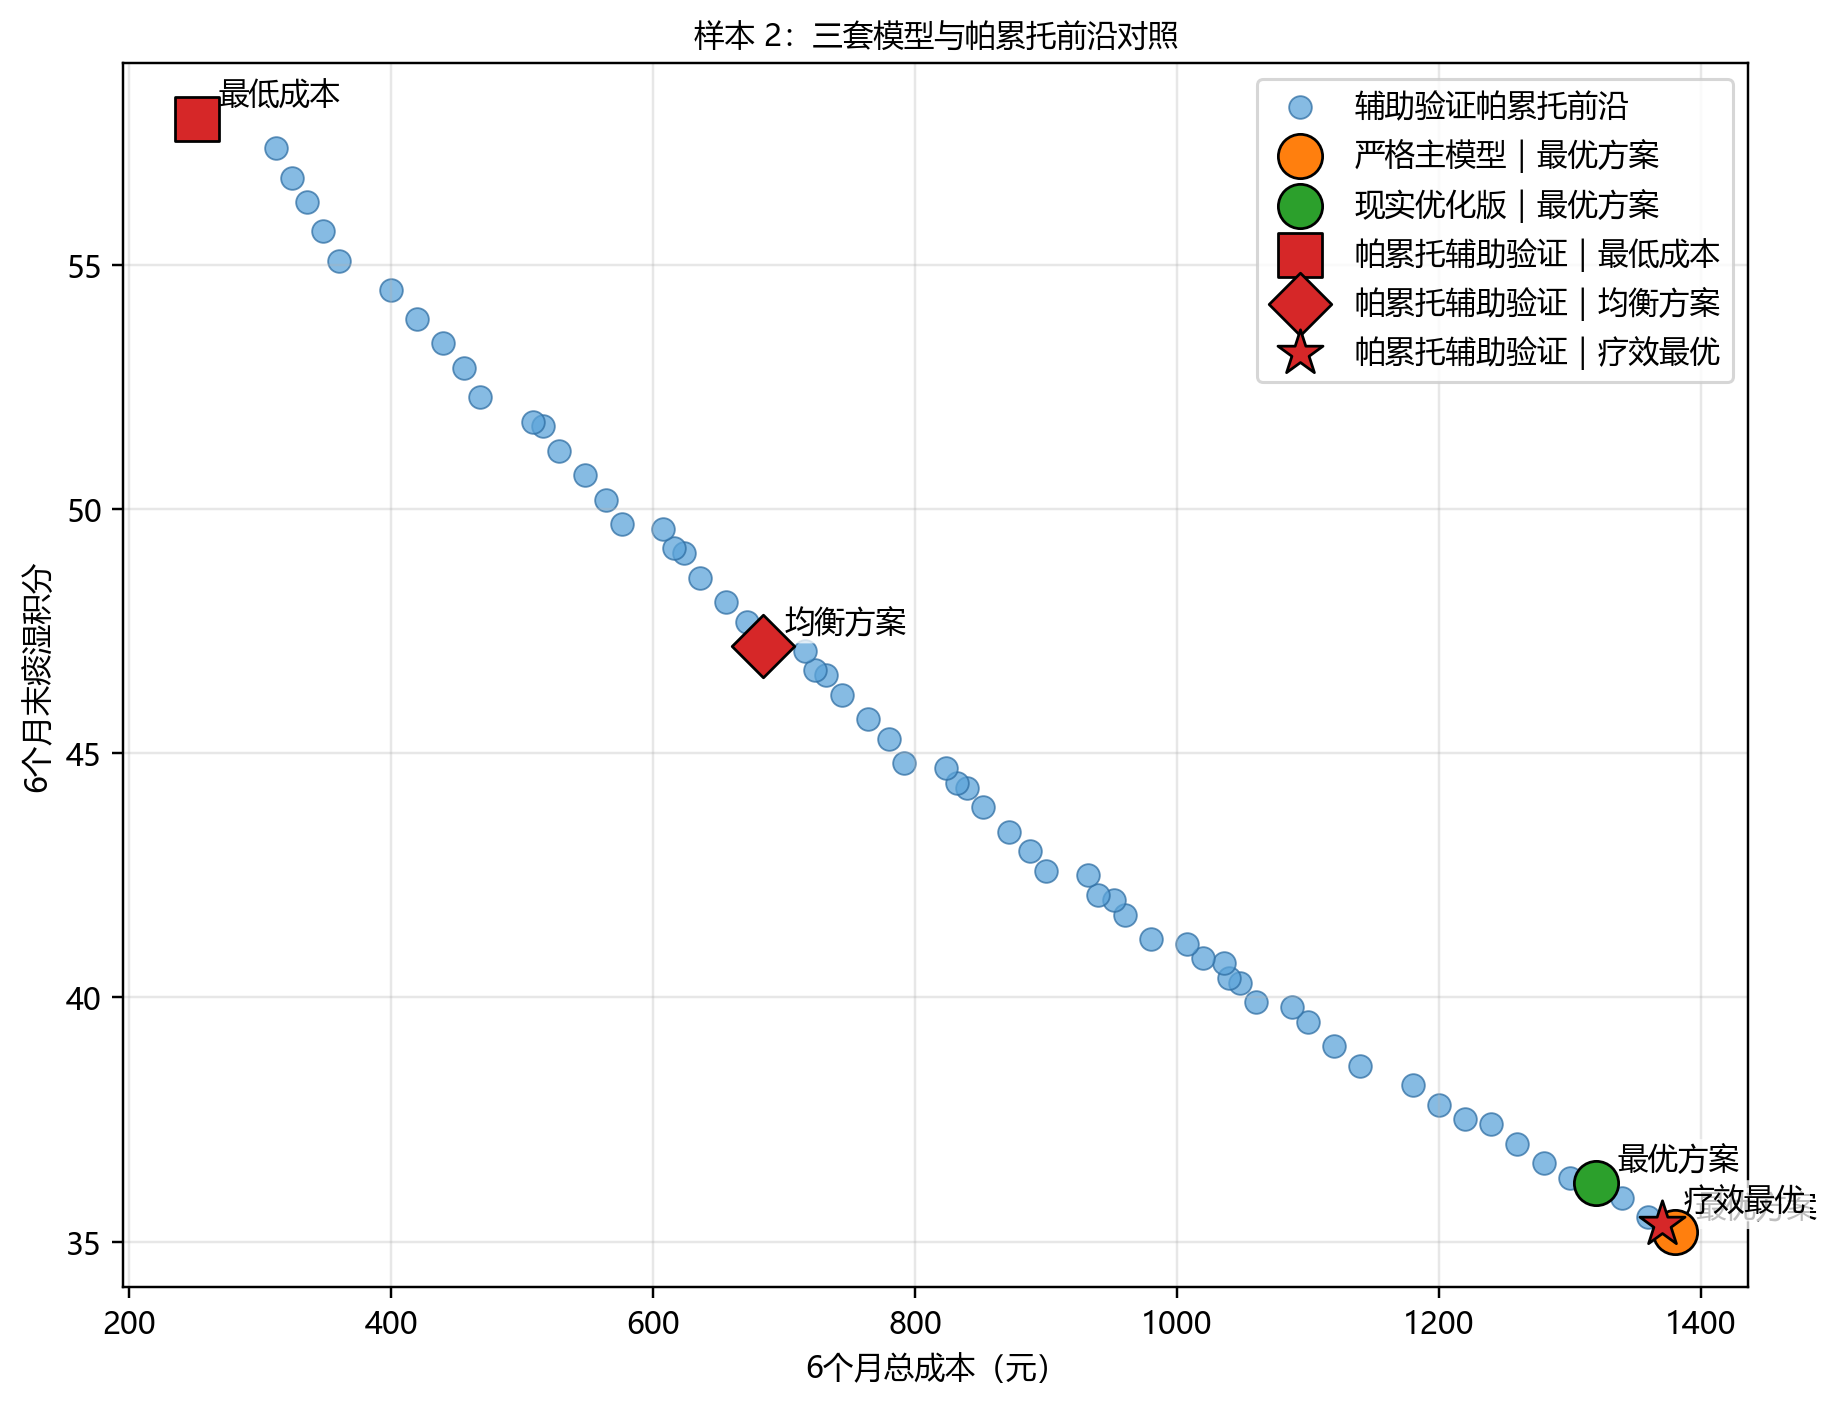 样本 2：三套模型与帕累托前沿对照
最低成本
辅助验证帕累托前沿
严格主模型｜最优方案
现实优化版｜最优方案
帕累托辅助验证｜最低成本
帕累托辅助验证｜均衡方案
帕累托辅助验证｜疗效最优
55
50
45
40
35
6个月末痰湿积分
均衡方案
最优方案
疗效最优
最优方案
200
400
600
800
1000
1200
1400
6个月总成本（元）